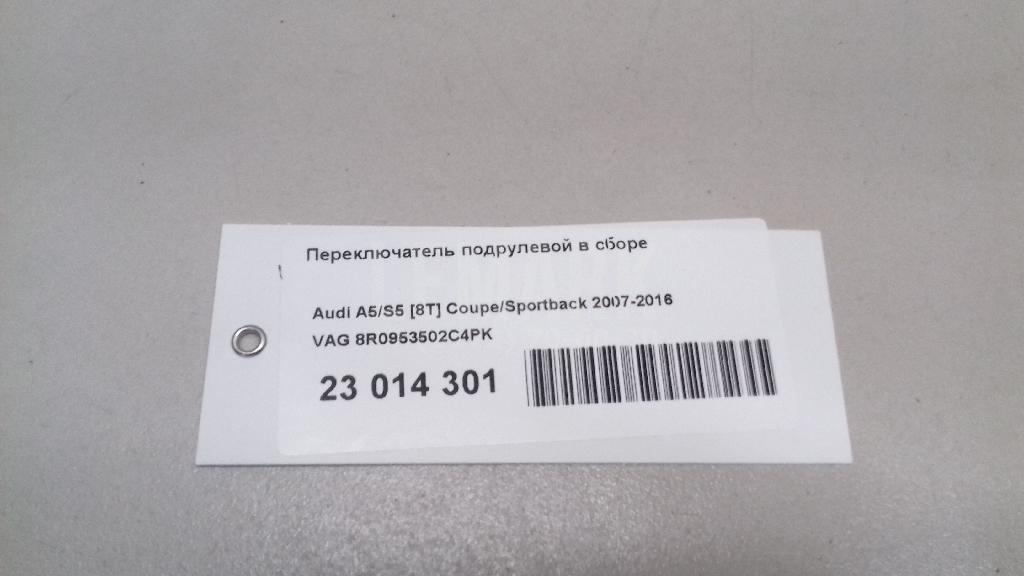 Переключатель подрулевой в сборе
Audi A5/S5 [8T] Coupe/Sportback 2007-2016
VAG 8R0953502C4PK
23 014 301